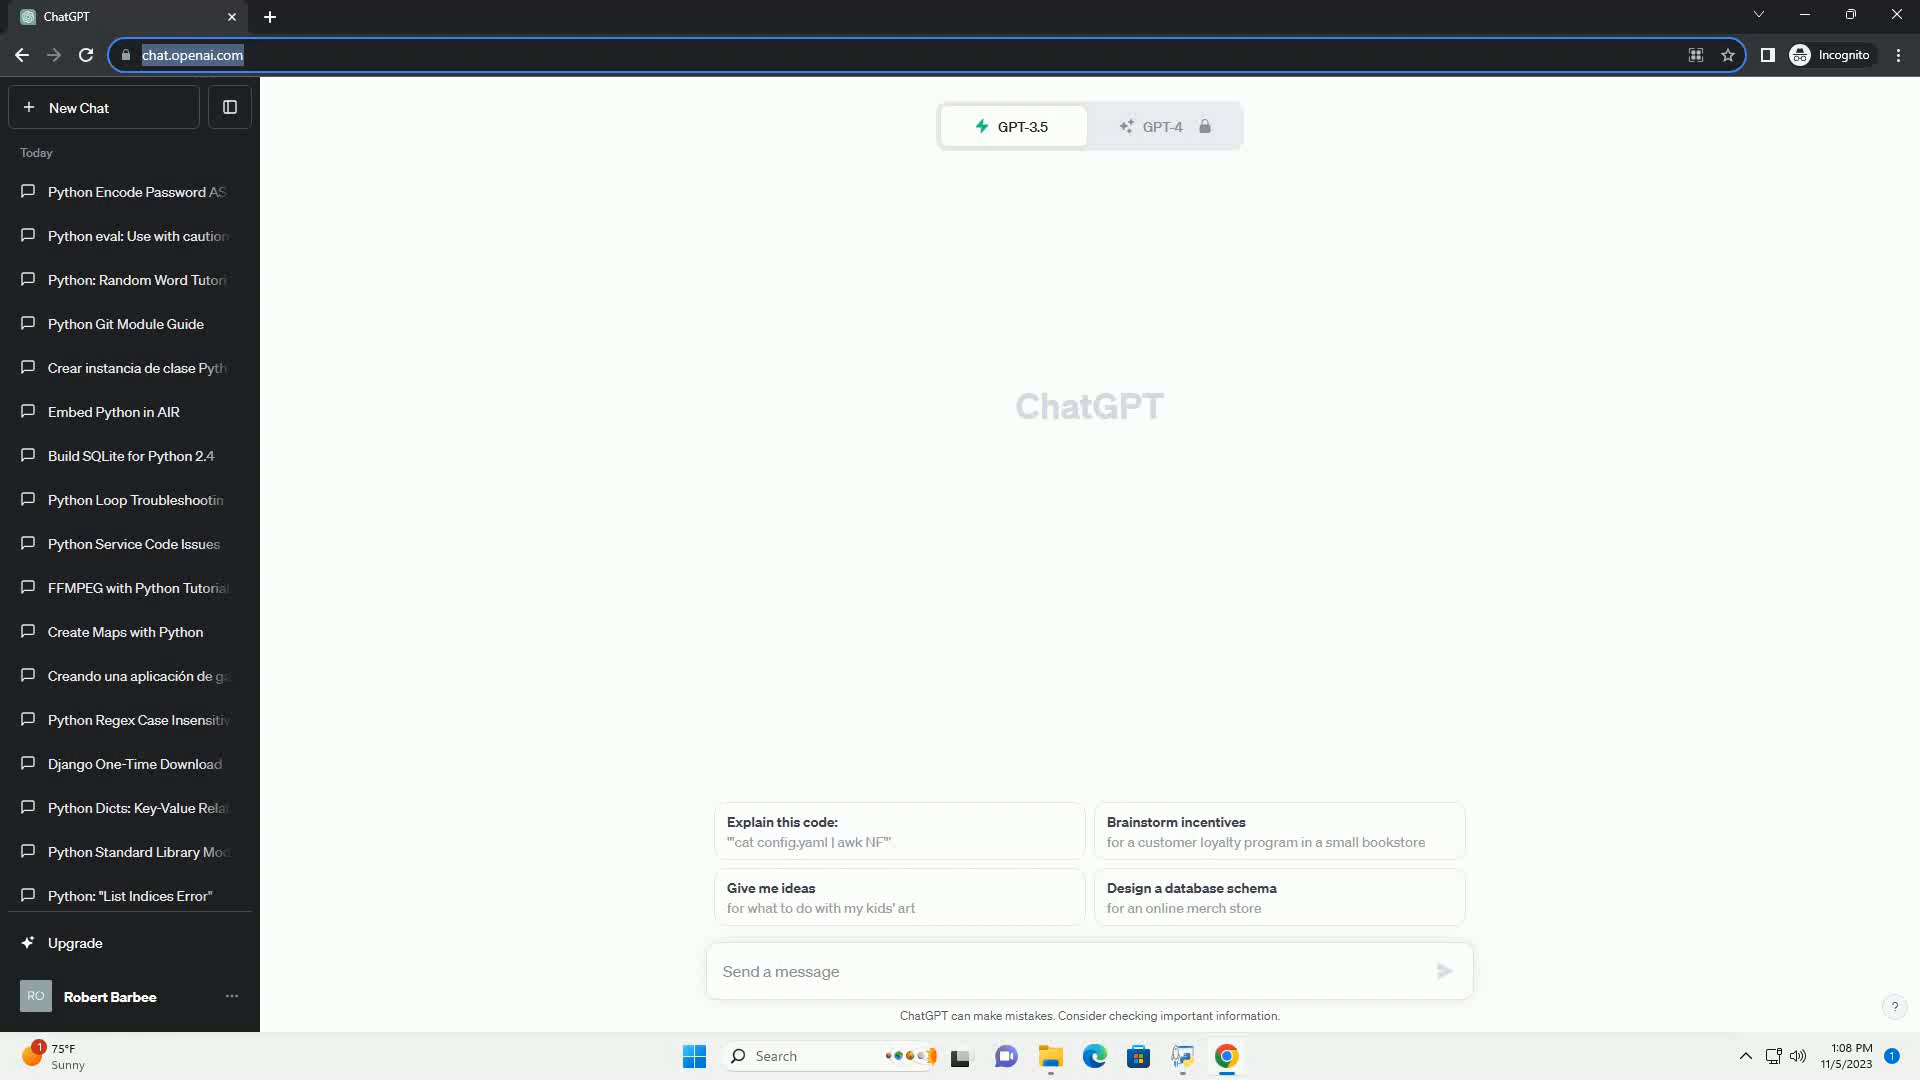 ChatGPT
chat.openai.com
Incognito
New Chat
Today
Python Encode Password AS
Python eval: Use with caution
Python: Random Word Tutori
Python Git Module Guide
Crear instancia de clase Pyth
Embed Python in AIR
Build SQLite for Python 2.4
Python Loop Troubleshootin
Python Service Code Issues
FFMPEG with Python Tutorial
Create Maps with Python
Creando una aplicación de ga
Python Regex Case Insensitiv
Django One-Time Download
Python Dicts: Key-Value Rela
Python Standard Library Mod
Python: "List Indices Error"
Upgrade
RO
Robert Barbee
GPT-3.5
GPT-4
ChatGPT
Explain this code:
"'cat config.yaml | awk NF'"
Brainstorm incentives
for a customer loyalty program in a small bookstore
Give me ideas
for what to do with my kids' art
Design a database schema
for an online merch store
Send a message
ChatGPT can make mistakes. Consider checking important information.
?
1
75°F
Sunny
Search
1:08 PM
11/5/2023
1